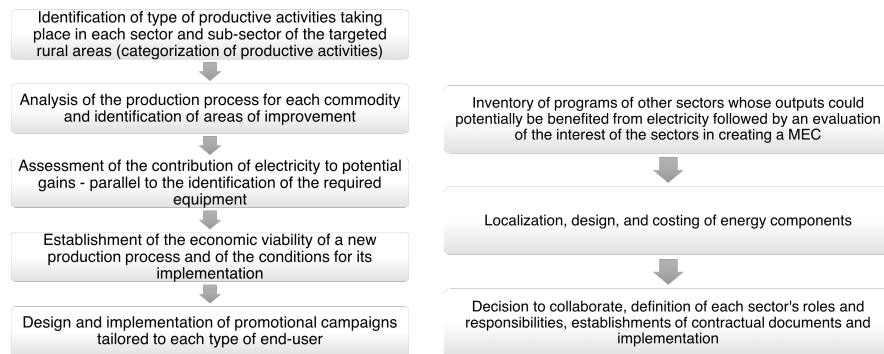 Identification of type of productive activities taking
place in each sector and sub-sector of the targeted
rural areas (categorization of productive activities)
Analysis of the production process for each commodity
and identification of areas of improvement
Assessment of the contribution of electricity to potential
gains - parallel to the identification of the required
equipment
Establishment of the economic viability of a new
production process and of the conditions for its
implementation
Design and implementation of promotional campaigns
tailored to each type of end-user
Inventory of programs of other sectors whose outputs could
potentially be benefited from electricity followed by an evaluation
of the interest of the sectors in creating a MEC
Localization, design, and costing of energy components
Decision to collaborate, definition of each sector's roles and
responsibilities, establishments of contractual documents and
implementation